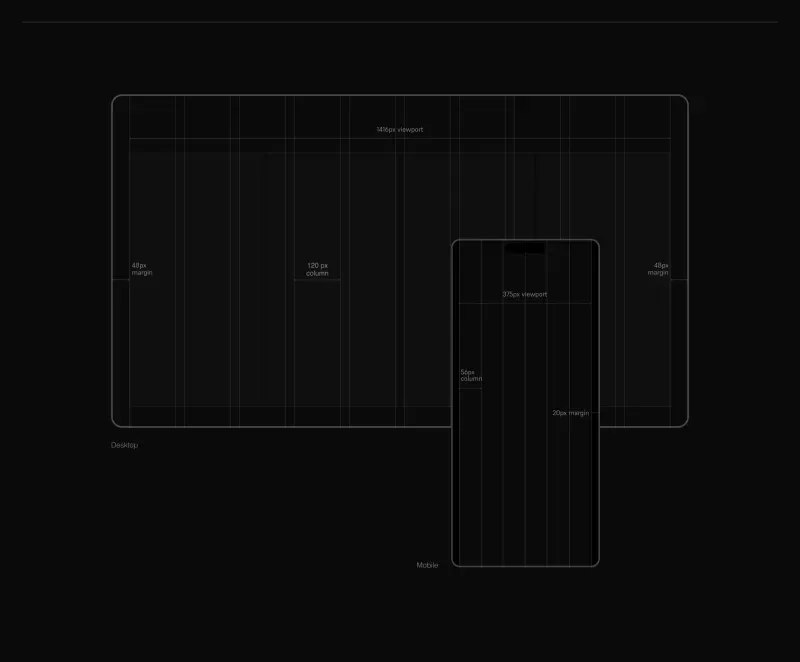 1416px viewport
48px
margin
120 px
column
48px
margin
375px viewport
56px
column
20px margin
Desktop
Mobile